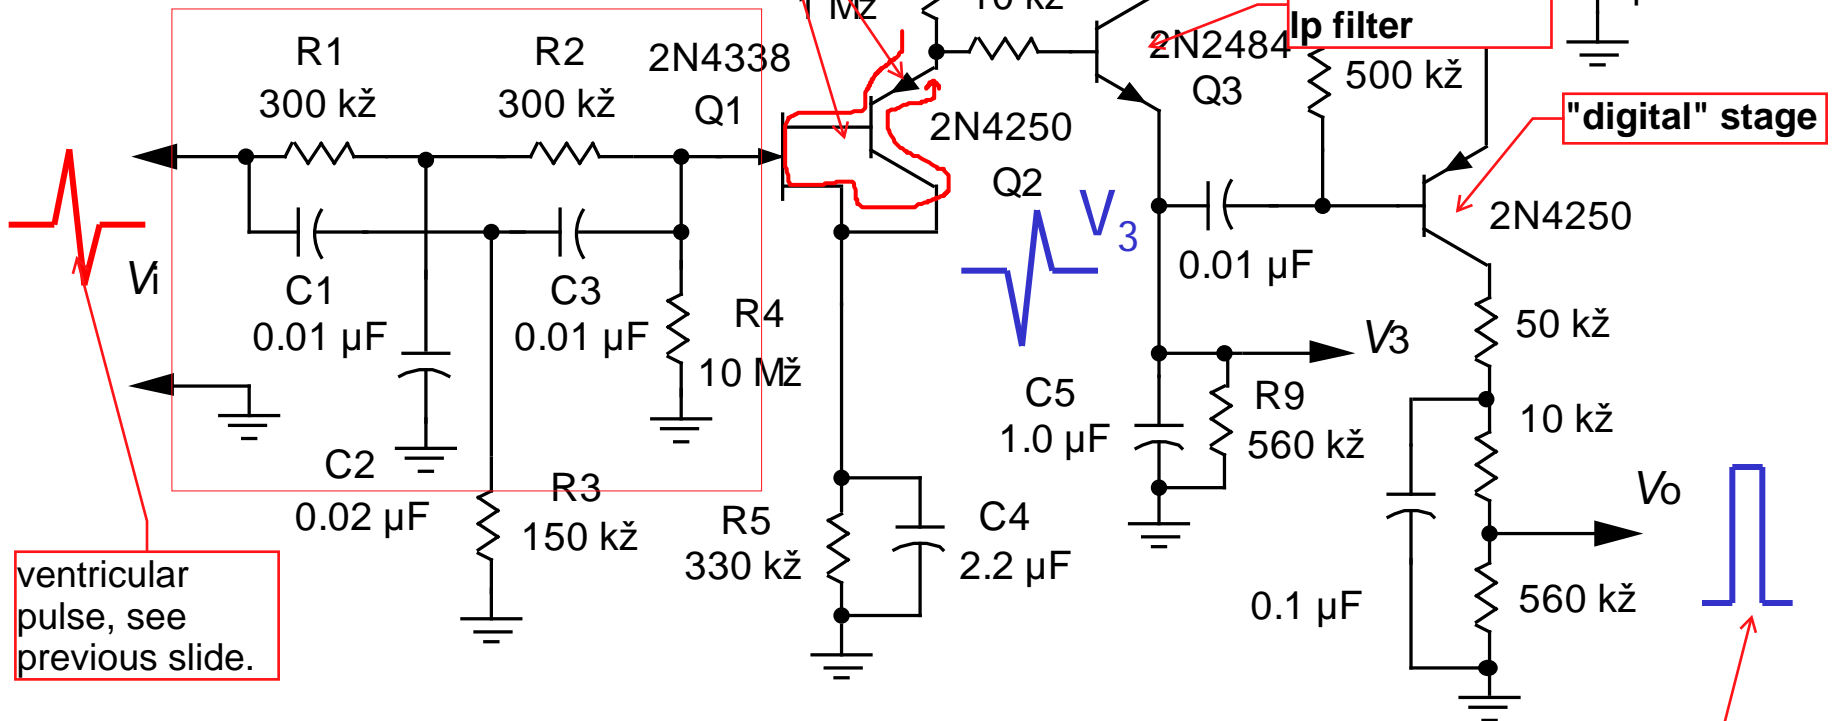 1 Mž
10 kž
lp filter
R1
300 kž
R2
300 kž
2N4338
Q1
2N4250
Q2
2N2484
Q3
500 kž
"digital" stage
2N4250
Vi
C1
0.01 µF
C3
0.01 µF
R4
10 Mž
V3
0.01 µF
V3
50 kž
10 kž
C5
1.0 µF
R9
560 kž
C2
0.02 µF
R3
150 kž
R5
330 kž
C4
2.2 µF
0.1 µF
Vo
560 kž
ventricular
pulse, see
previous slide.